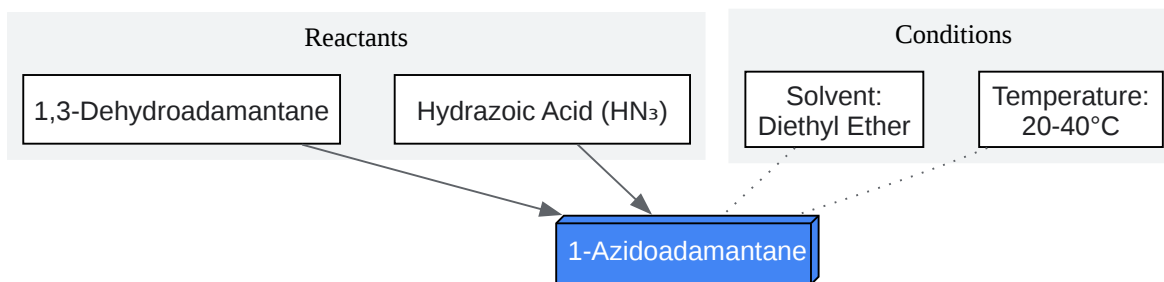 Reactants
1,3-Dehydroadamantane
Hydrazoic Acid (HN₃)
Conditions
Solvent:
Diethyl Ether
Temperature:
20-40°C
1-Azidoadamantane